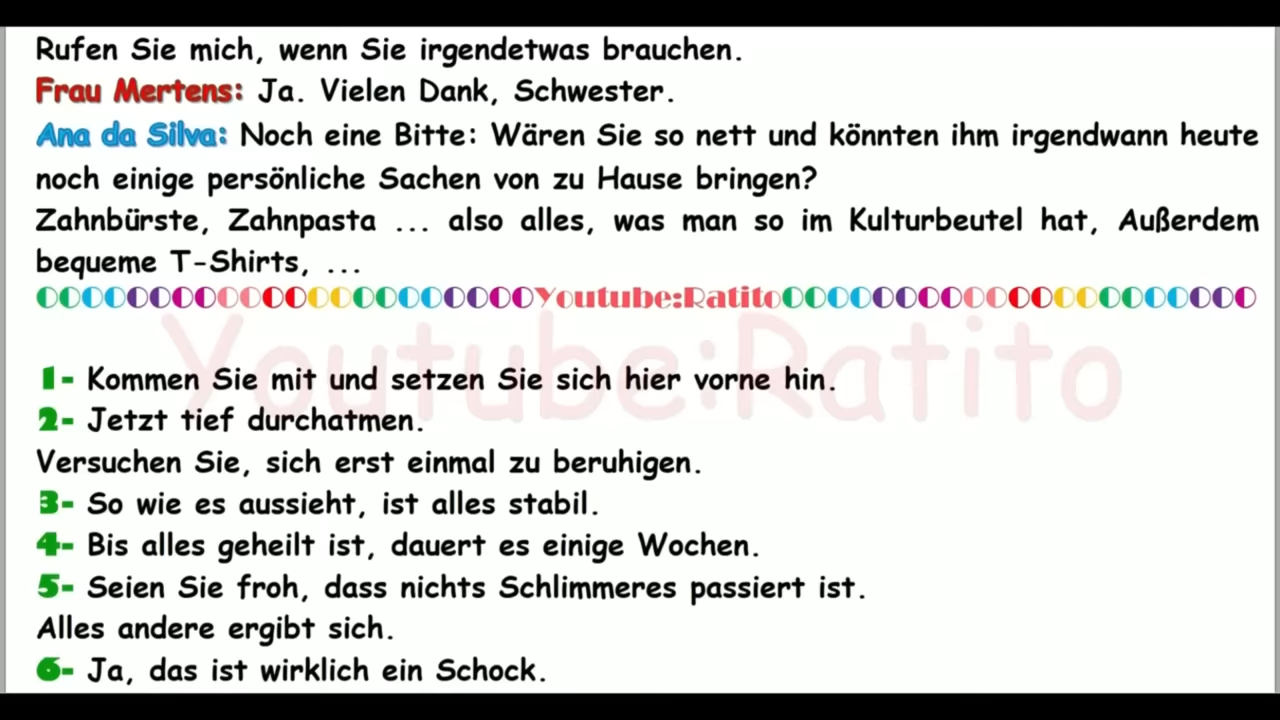 Rufen Sie mich, wenn Sie irgendetwas brauchen.
Frau Mertens: Ja. Vielen Dank, Schwester.
Ana da Silva: Noch eine Bitte: Wären Sie so nett und könnten ihm irgendwann heute
noch einige persönliche Sachen von zu Hause bringen?
Zahnbürste, Zahnpasta ... also alles, was man so im Kulturbeutel hat, Außerdem
bequeme T-Shirts, ...
Youtube:Ratito
Youtube:Ratito
1- Kommen Sie mit und setzen Sie sich hier vorne hin.
2- Jetzt tief durchatmen.
Versuchen Sie, sich erst einmal zu beruhigen.
3- So wie es aussieht, ist alles stabil.
4- Bis alles geheilt ist, dauert es einige Wochen.
5- Seien Sie froh, dass nichts Schlimmeres passiert ist.
Alles andere ergibt sich.
6- Ja, das ist wirklich ein Schock.